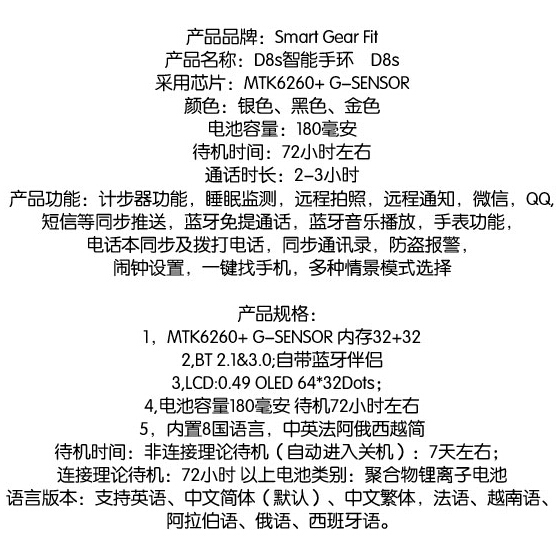 产品品牌：Smart Gear Fit
产品名称：D8s智能手环 D8s
采用芯片：MTK6260+ G-SENSOR
颜色：银色、黑色、金色
电池容量：180毫安
待机时间：72小时左右
通话时长：2-3小时
产品功能：计步器功能，睡眠监测，远程拍照，远程通知，微信，QQ,
短信等同步推送，蓝牙免提通话，蓝牙音乐播放，手表功能，
电话本同步及拨打电话，同步通讯录，防盗报警，
闹钟设置，一键找手机，多种情景模式选择
产品规格：
1，MTK6260+ G-SENSOR 内存32+32
2,BT 2.1&3.0;自带蓝牙伴侣
3,LCD:0.49 OLED 64*32Dots；
4,电池容量180毫安 待机72小时左右
5，内置8国语言，中英法阿俄西越简
待机时间：非连接理论待机（自动进入关机）：7天左右；
连接理论待机：72小时 以上电池类别：聚合物锂离子电池
语言版本：支持英语、中文简体（默认）、中文繁体，法语、越南语、
阿拉伯语、俄语、西班牙语。